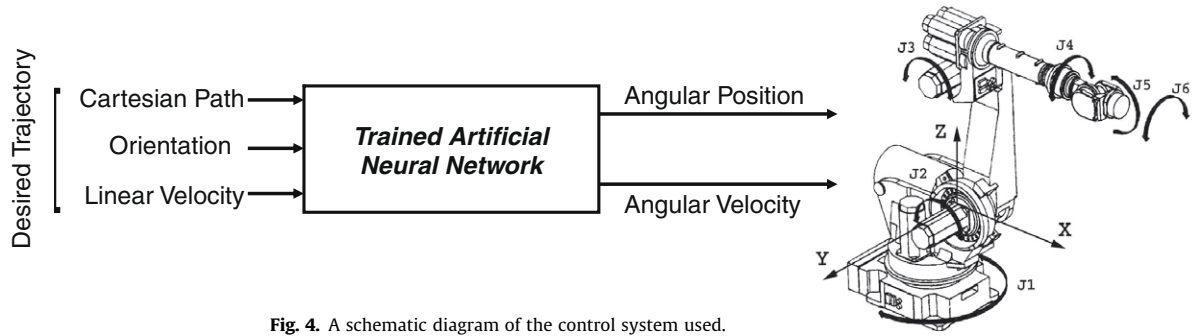 Desired Trajectory
Cartesian Path
Orientation
Linear Velocity
Trained Artificial
Neural Network
Angular Position
Angular Velocity
J3
J4
J5
J6
Z
J2
X
Y
J1
Fig. 4. A schematic diagram of the control system used.